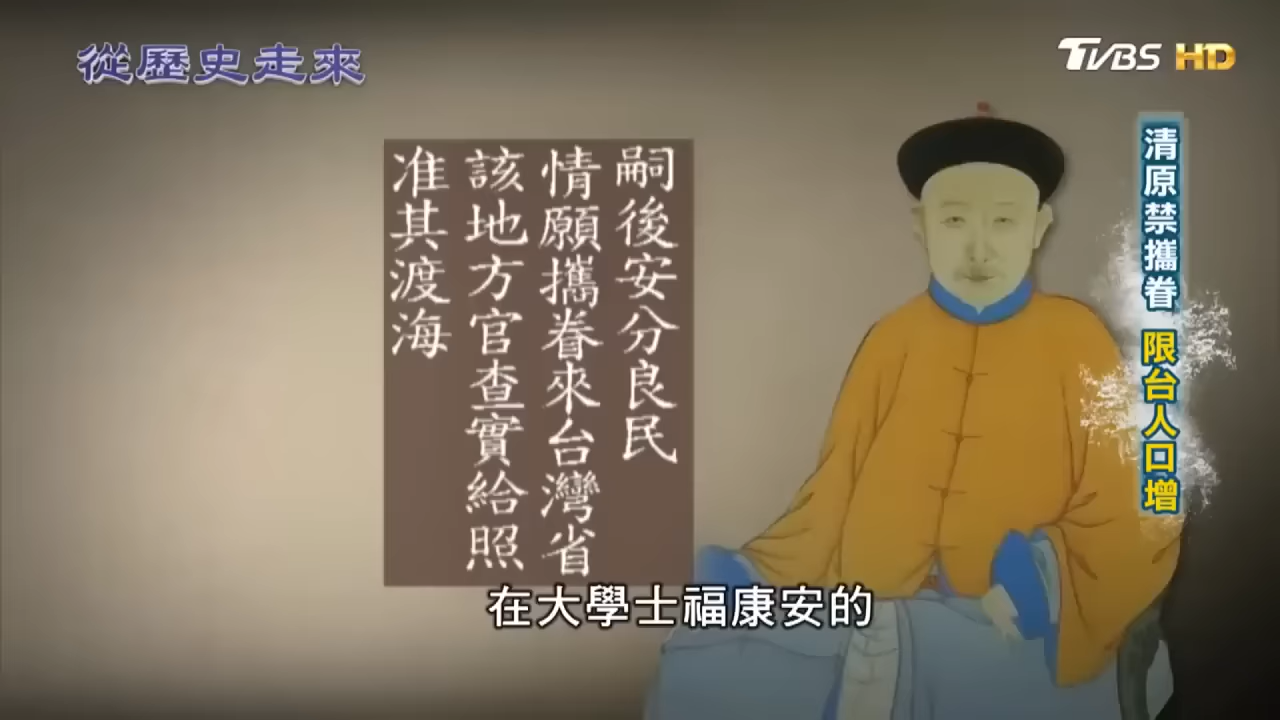 從歷史走來
TVBS HD
清原禁攜眷 限台人口增
嗣後安分良民
情願攜眷來台灣省
該地方官查實給照
准其渡海
在大學士福康安的